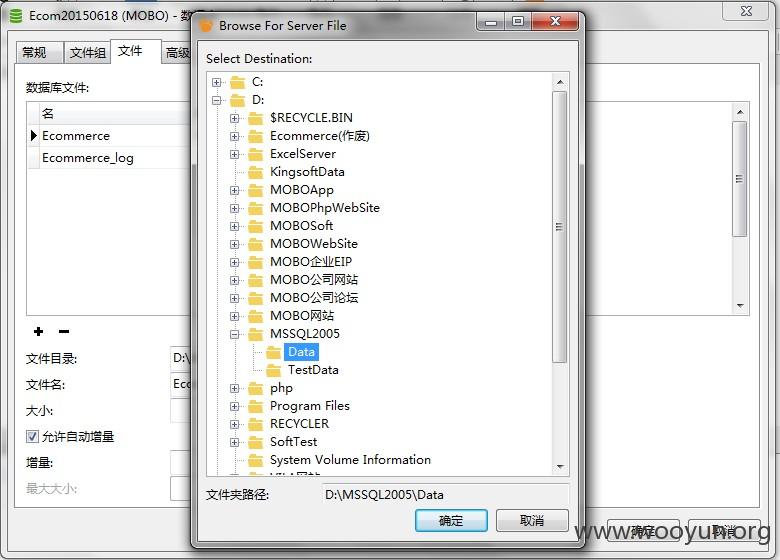 Ecom20150618 (MOBO) - 数
Browse For Server File
常规
文件组
文件
高级
Select Destination:
数据库文件:
名
Ecommerce
Ecommerce_log
C:
D:
$RECYCLE.BIN
Ecommerce(作废)
ExcelServer
KingsoftData
MOBOApp
MOBOPhpWebSite
MOBOSoft
MOBOWebSite
MOBO企业EIP
MOBO公司网站
MOBO公司论坛
MOBO网站
MSSQL2005
Data
TestData
php
Program Files
RECYCLER
SoftTest
System Volume Information
文件目录:
D:\
文件名:
Ec
大小:
允许自动增量
增量:
最大大小:
文件夹路径:
D:\MSSQL2005\Data
确定
取消
确定
取消
www.wooyun.org